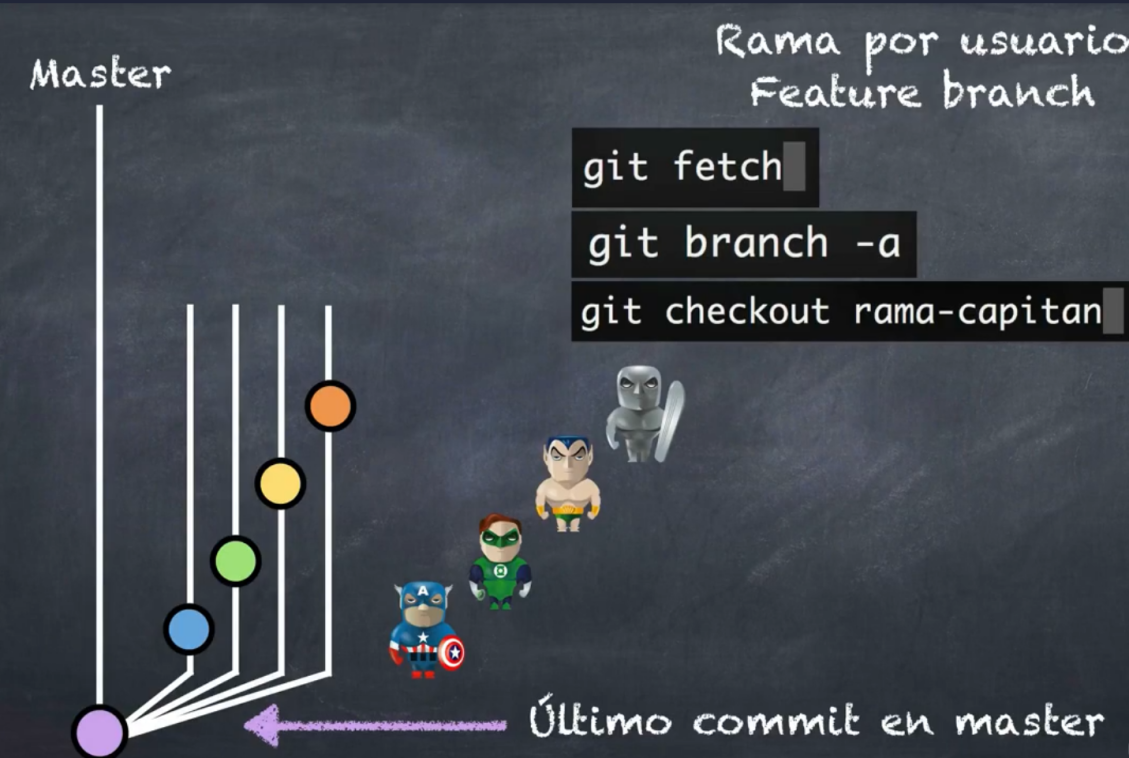 Master
Rama por usuario
Feature branch
git fetch
git branch -a
git checkout rama-capitan
A
Último commit en master